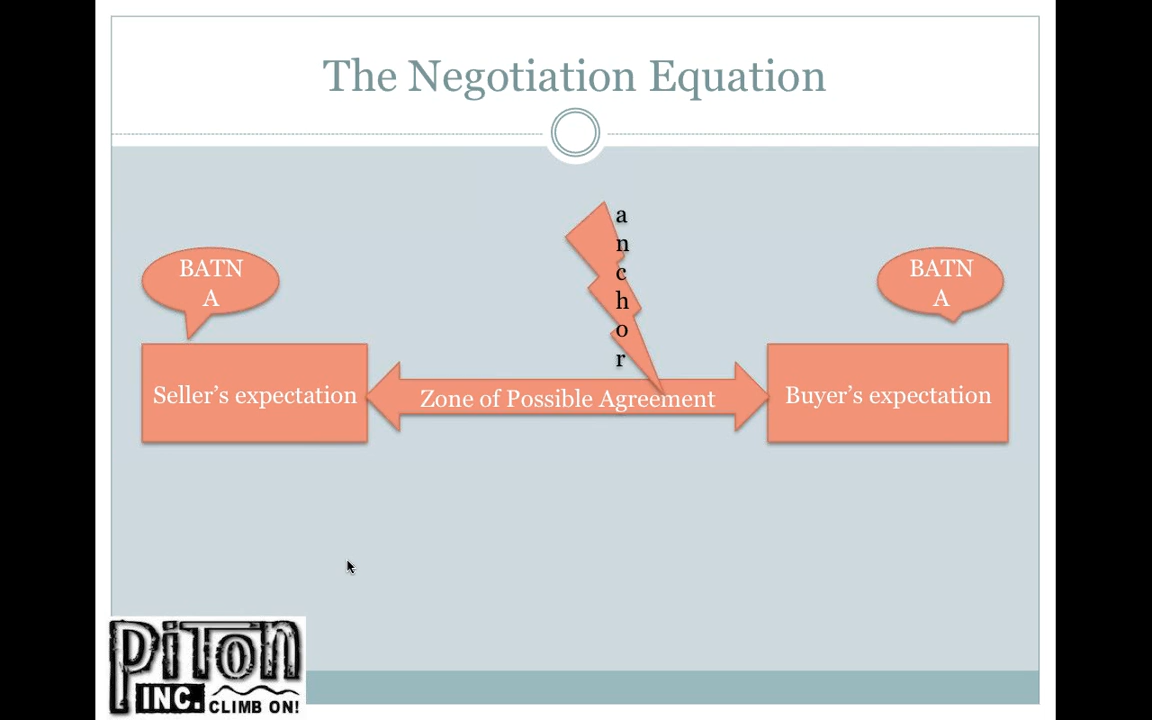 The Negotiation Equation
a
n
c
h
o
r
BATN
A
BATN
A
Seller's expectation
Zone of Possible Agreement
Buyer's expectation
PiTON
INC. CLIMB ON!